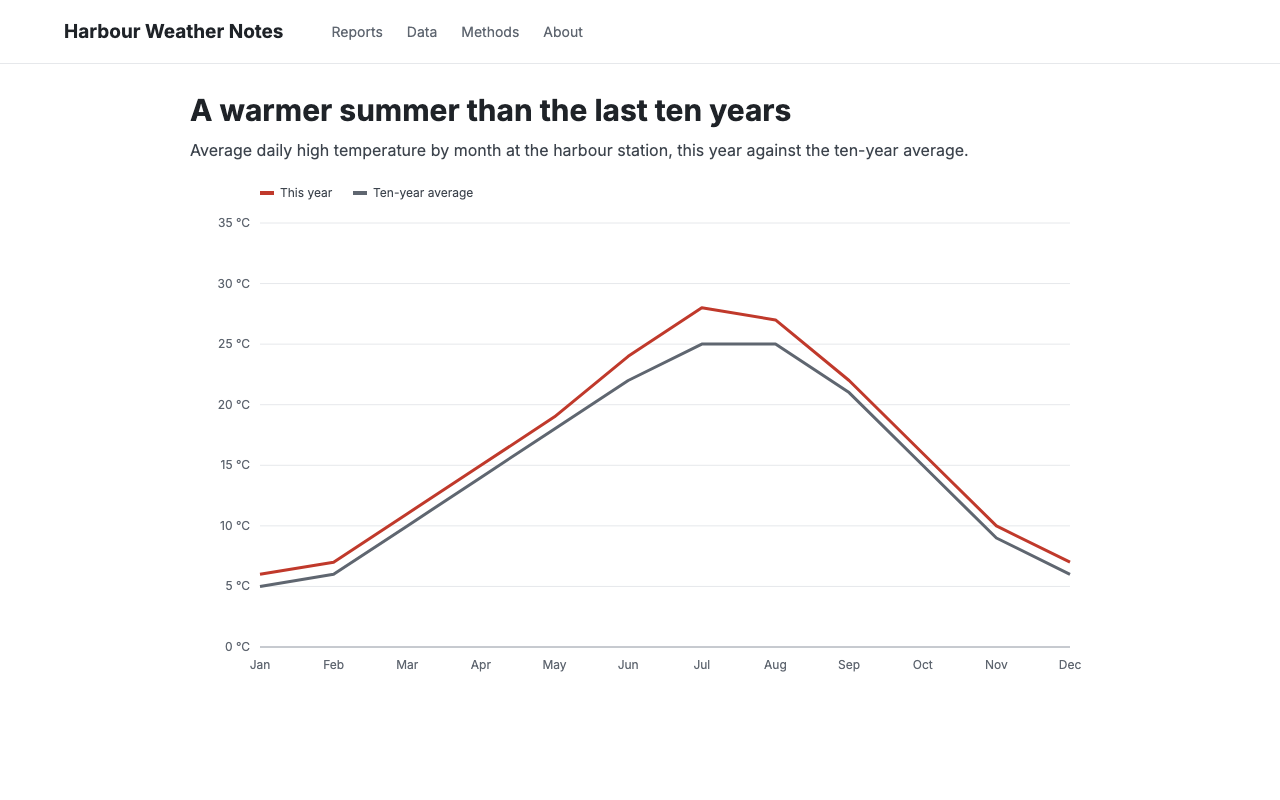 Harbour Weather Notes
Reports Data Methods About
A warmer summer than the last ten years
Average daily high temperature by month at the harbour station, this year against the ten-year average.
This year Ten-year average
35 °C
30 °C
25 °C
20 °C
15 °C
10 °C
5 °C
0 °C
Jan Feb Mar Apr May Jun Jul Aug Sep Oct Nov Dec